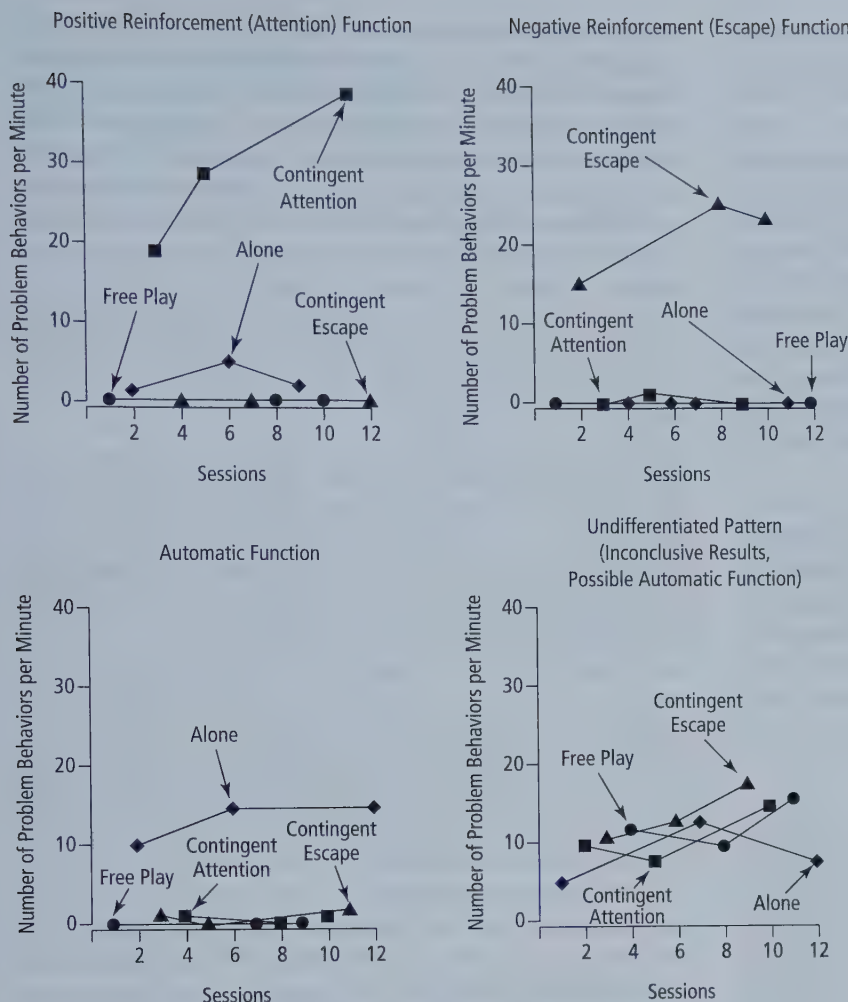 Positive Reinforcement (Attention) Function
Number of Problem Behaviors per Minute
40
30
20
10
0
Contingent
Attention
Alone
Free Play
Contingent
Escape
2 4 6 8 10 12
Sessions
Negative Reinforcement (Escape) Function
Number of Problem Behaviors per Minute
40
30
20
10
0
Contingent
Escape
Contingent
Attention
Alone
Free Play
2 4 6 8 10 12
Sessions
Automatic Function
Number of Problem Behaviors per Minute
40
30
20
10
0
Alone
Free Play
Contingent
Attention
Contingent
Escape
2 4 6 8 10 12
Sessions
Undifferentiated Pattern
(Inconclusive Results,
Possible Automatic Function)
Number of Problem Behaviors per Minute
40
30
20
10
0
Contingent
Escape
Free Play
Contingent
Attention
Alone
2 4 6 8 10 12
Sessions